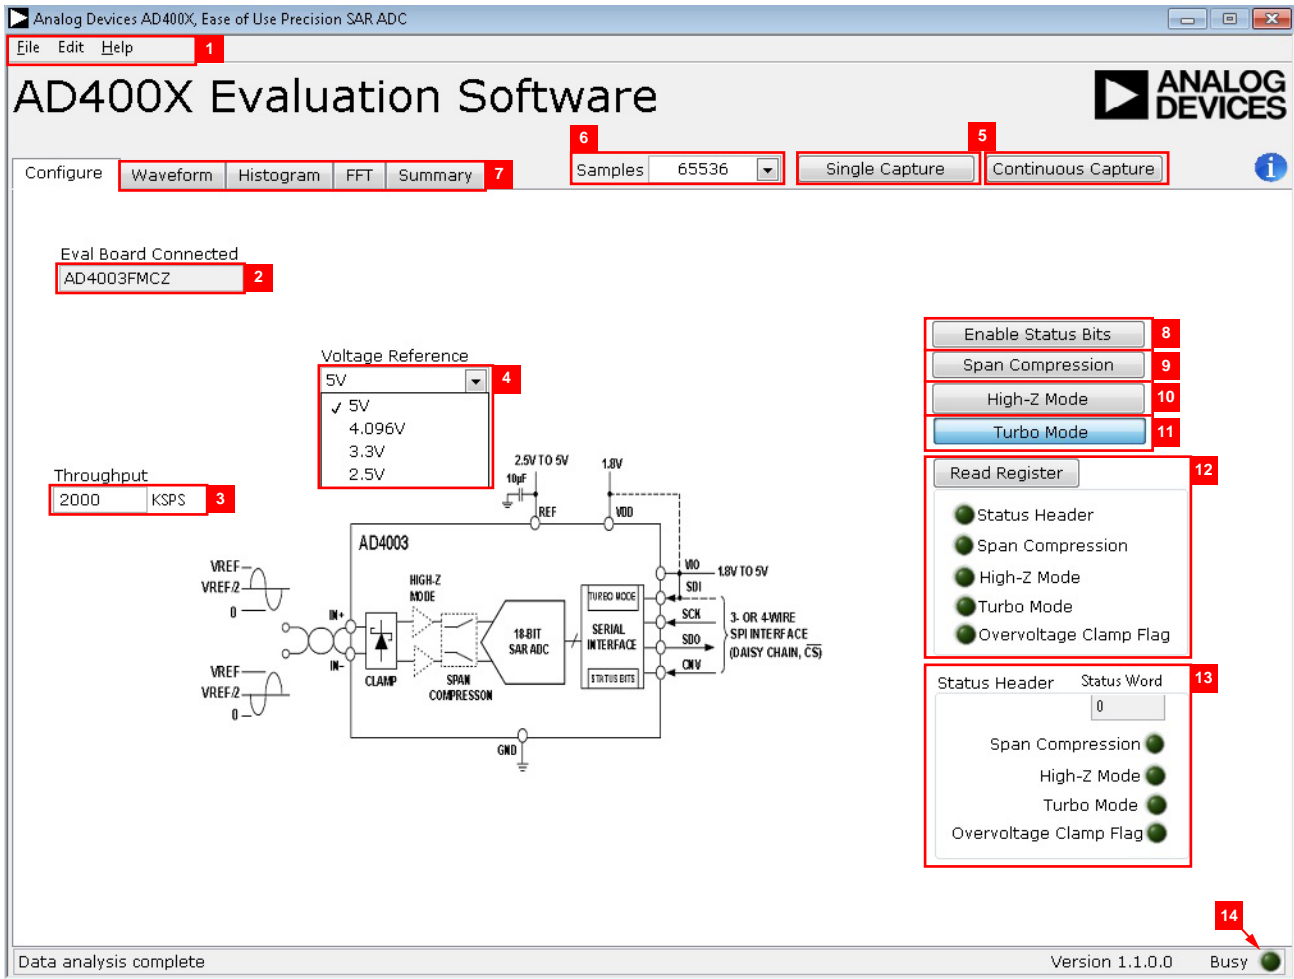 Analog Devices AD400X, Ease of Use Precision SAR ADC
File Edit Help
1
AD400X Evaluation Software
ANALOG
DEVICES
6
5
Configure
Waveform
Histogram
FFT
Summary
7
Samples
65536
Single Capture
Continuous Capture
i
Eval Board Connected
AD4003FMCZ
2
Voltage Reference
5V
4
✓ 5V
4.096V
3.3V
2.5V
Throughput
2000
KSPS
3
Enable Status Bits
8
Span Compression
9
High-Z Mode
10
Turbo Mode
11
Read Register
12
Status Header
Span Compression
High-Z Mode
Turbo Mode
Overvoltage Clamp Flag
Status Header
Status Word
13
0
Span Compression
High-Z Mode
Turbo Mode
Overvoltage Clamp Flag
2.5V TO 5V
1.8V
10μF
REF
VDD
AD4003
VREF
VREF/2
0
HIGH-Z
MODE
TURBO MODE
VIO
1.8V TO 5V
SDI
IN+
SCK
3- OR 4-WIRE
18-BIT
SAR ADC
SERIAL
INTERFACE
SDO
SPI INTERFACE
(DAISY CHAIN, CS)
IN−
CNV
VREF
VREF/2
0
CLAMP
SPAN
COMPRESSON
STATUS BITS
GND
14
Data analysis complete
Version 1.1.0.0
Busy